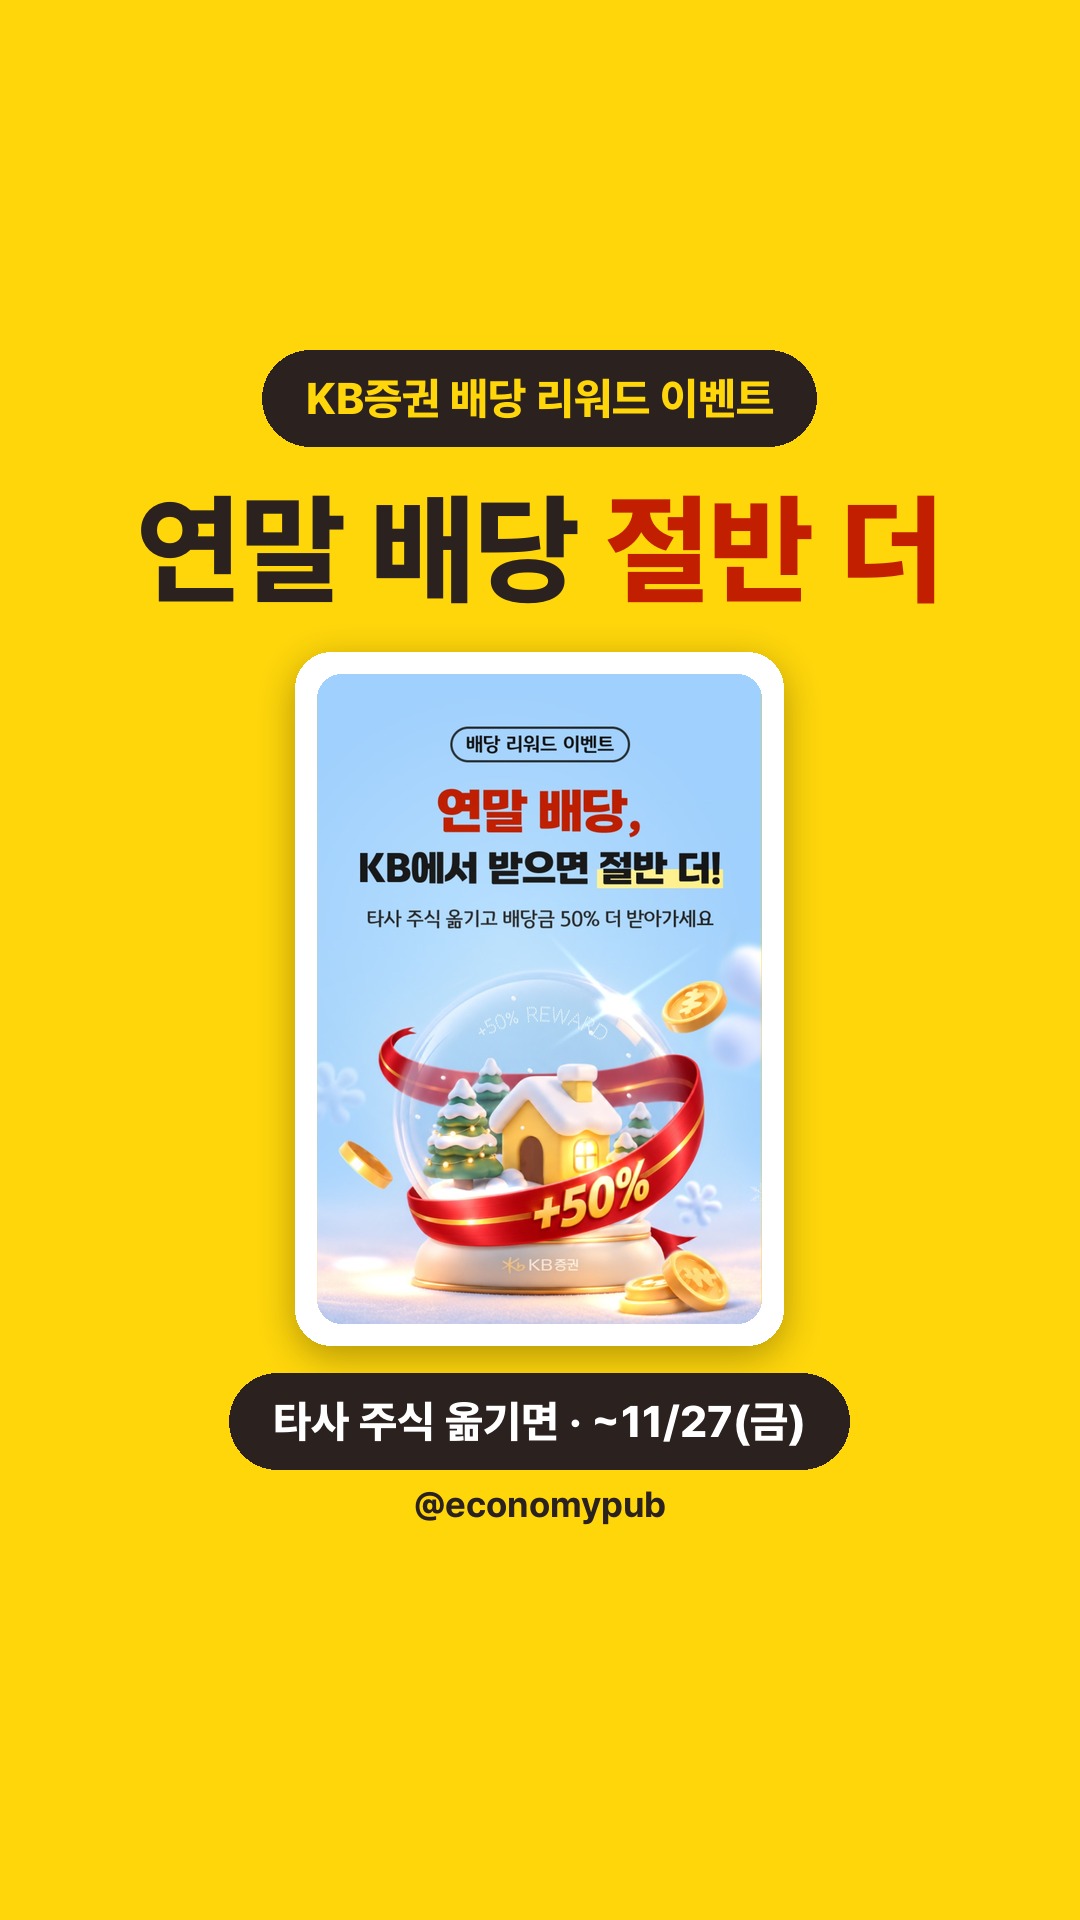 KB증권 배당 리워드 이벤트
연말 배당 절반 더
배당 리워드 이벤트
연말 배당,
KB에서 받으면 절반 더!
타사 주식 옮기고 배당금 50% 더 받아가세요
+50% REWARD
+50%
KB증권
타사 주식 옮기면 · ~11/27(금)
@economypub